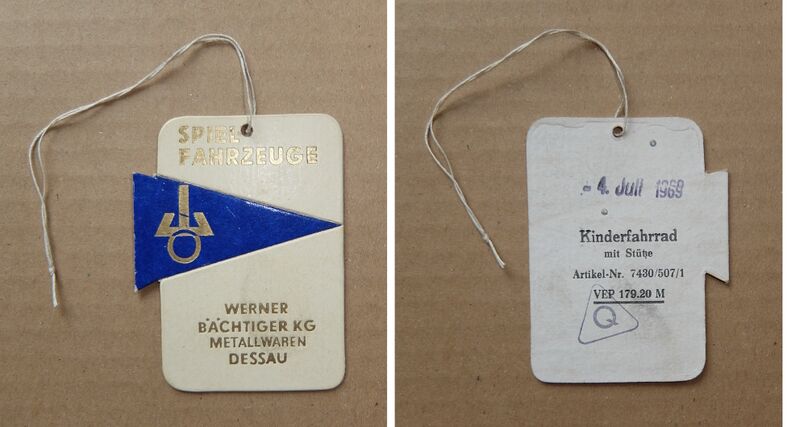 SPIEL-
FAHRZEUGE
WERNER
BÄCHTIGER KG
METALLWAREN
DESSAU
- 4. Juli 1969
Kinderfahrrad
mit Stütze
Artikel-Nr. 7430/507/1
VEP 179.20 M
Q